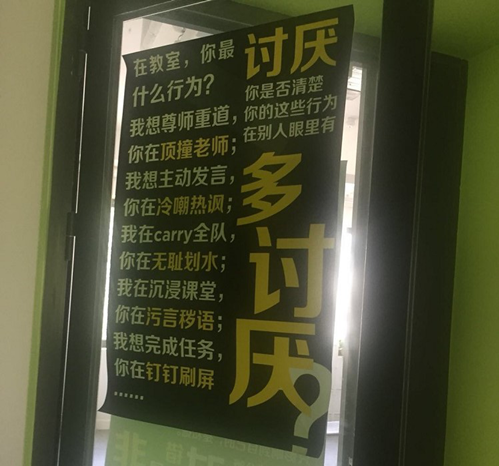 在教室，你最
讨厌
什么行为？
我想尊师重道，
你在顶撞老师；
我想主动发言，
你在冷嘲热讽；
我在carry全队，
你在无耻划水；
我在沉浸课堂，
你在污言秽语；
我想完成任务，
你在钉钉刷屏
······
你是否清楚
你的这些行为
在别人眼里有
多
讨
厌
？